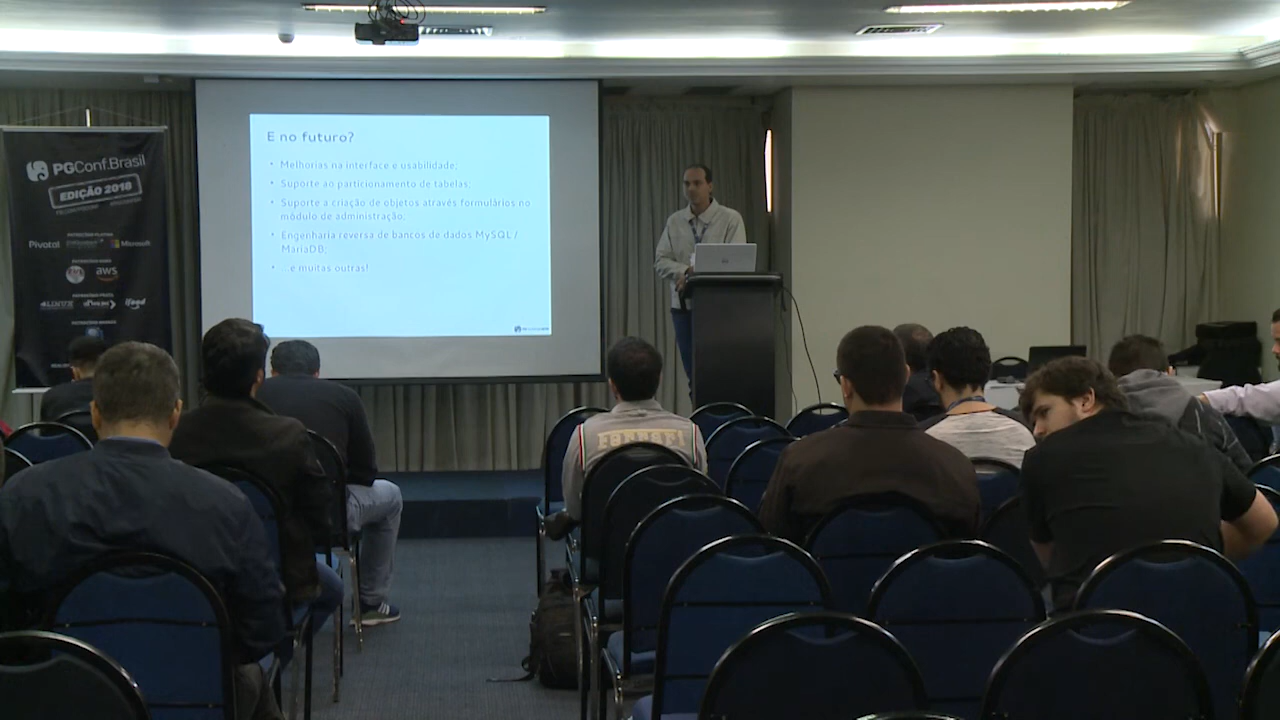 E no futuro?
• Melhorias na interface e usabilidade;
• Suporte ao particionamento de tabelas;
• Suporte a criação de objetos através formulários no
módulo de administração;
• Engenharia reversa de bancos de dados MySQL /
MariaDB;
• ...e muitas outras!
PGConf.Brasil
EDIÇÃO 2018
Pivotal
Microsoft
aws
4LINUX
Ferrari